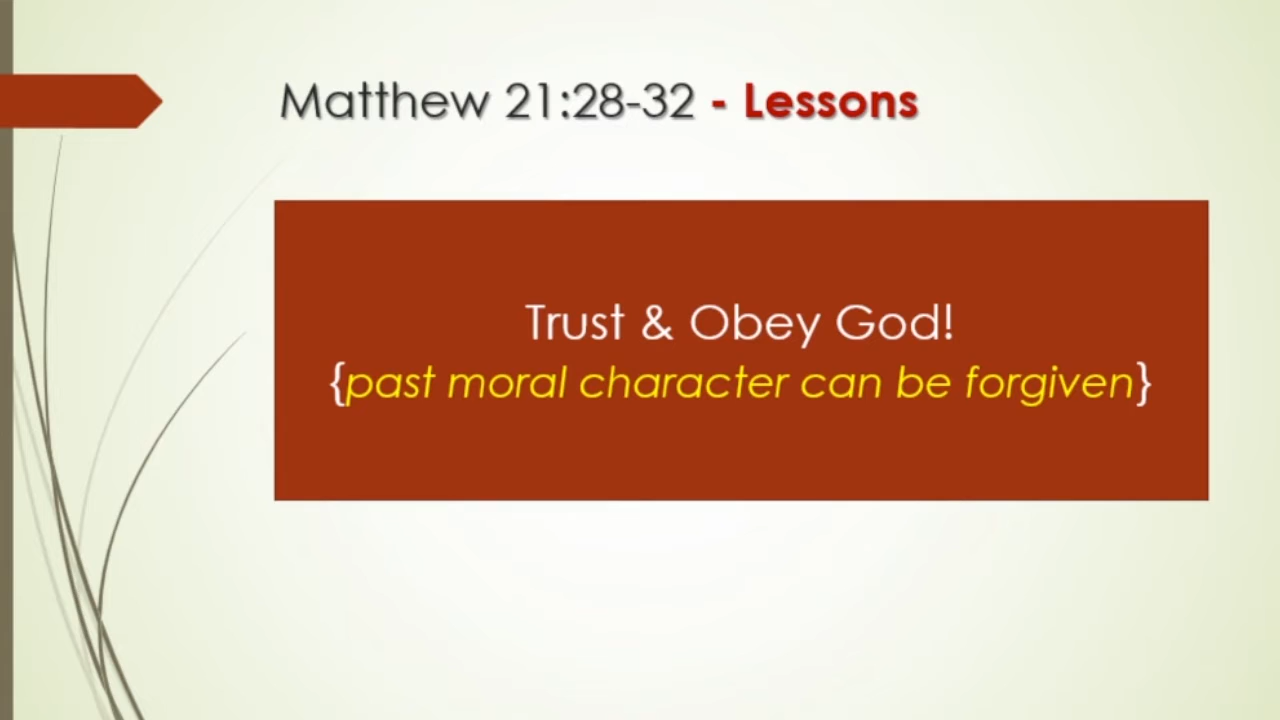 Matthew 21:28-32 - Lessons
Trust & Obey God!
{past moral character can be forgiven}